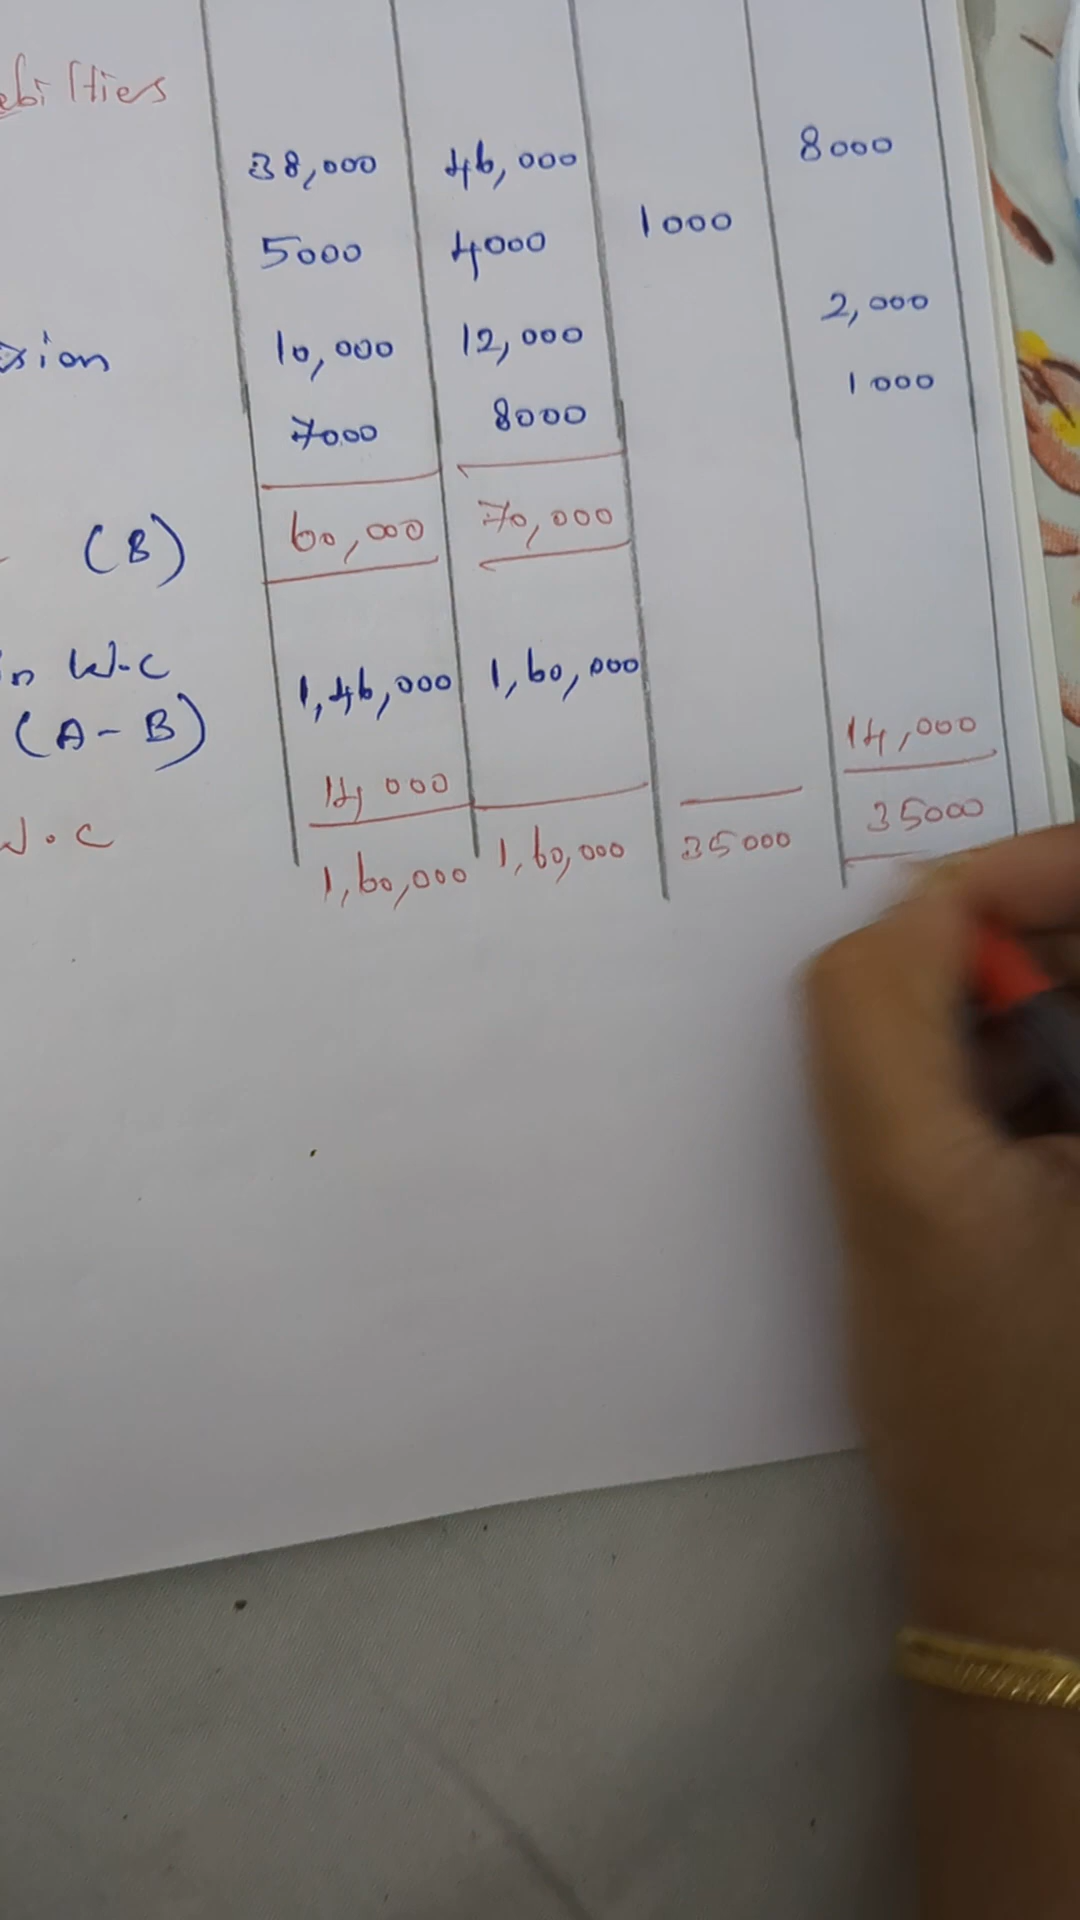 38,000 46,000 8000
5000 4000 1000
10,000 12,000 2,000
7000 8000 1000
(B) 60,000 70,000
W.C 1,46,000 1,60,000
(A-B) 14,000
14,000
W.C 1,60,000 1,60,000 35000 35000